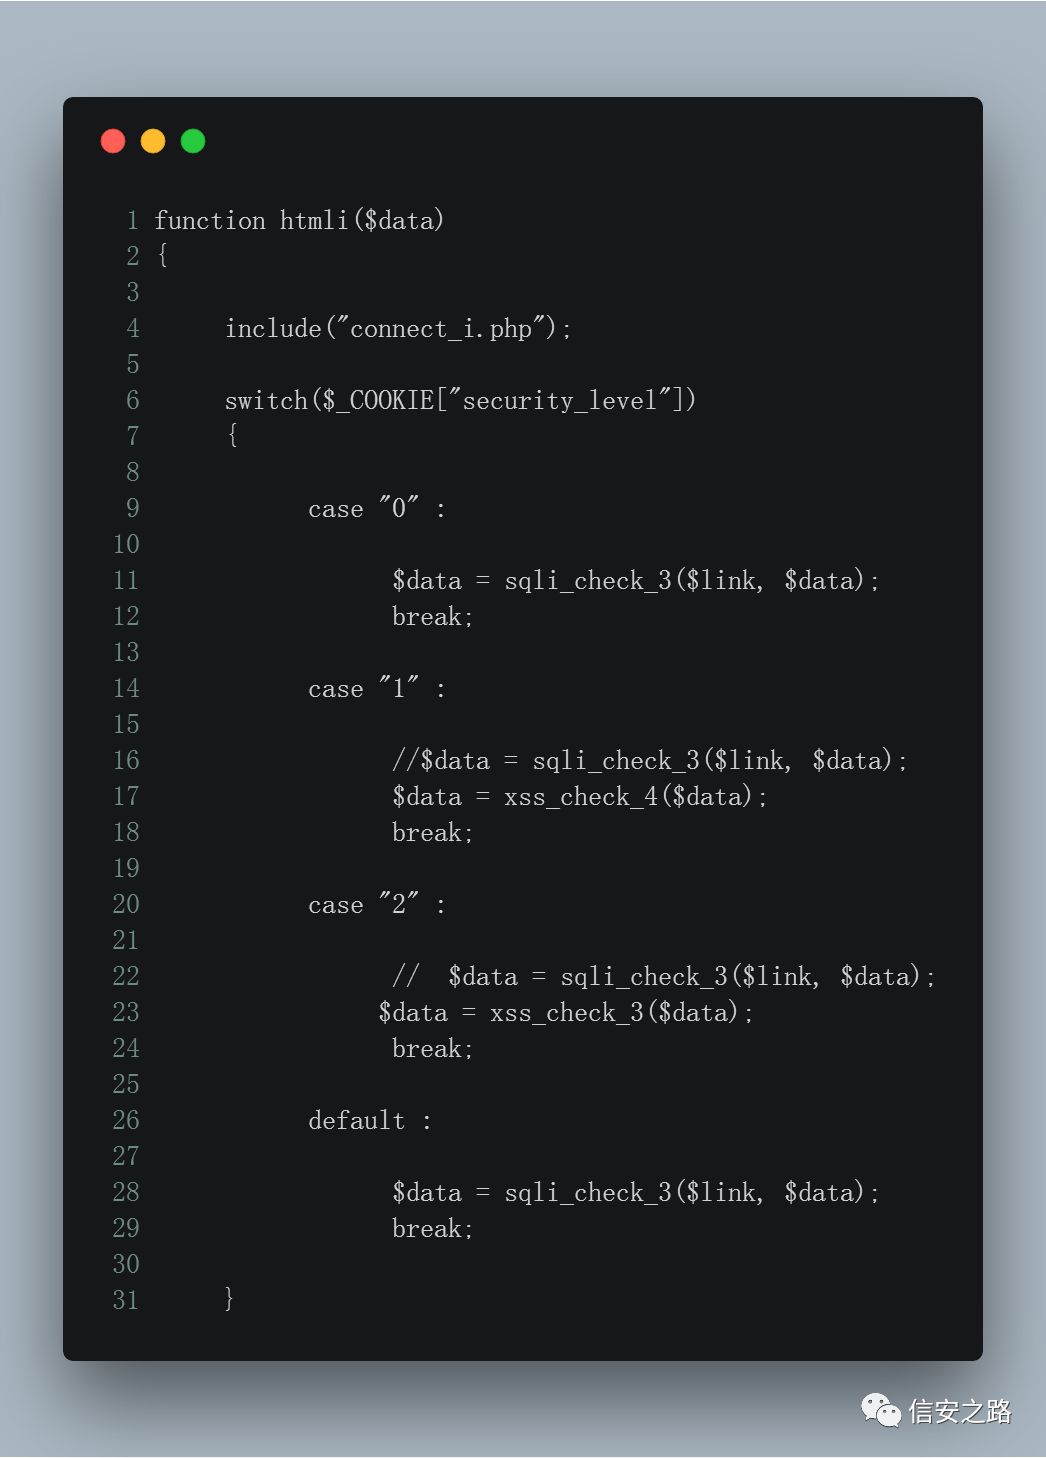 1 function htmli($data)
2 {
3
4 include("connect_i.php");
5
6 switch($_COOKIE["security_level"])
7 {
8
9 case "0" :
10
11 $data = sqli_check_3($link, $data);
12 break;
13
14 case "1" :
15
16 //$data = sqli_check_3($link, $data);
17 $data = xss_check_4($data);
18 break;
19
20 case "2" :
21
22 //  $data = sqli_check_3($link, $data);
23 $data = xss_check_3($data);
24 break;
25
26 default :
27
28 $data = sqli_check_3($link, $data);
29 break;
30
31 }
信安之路